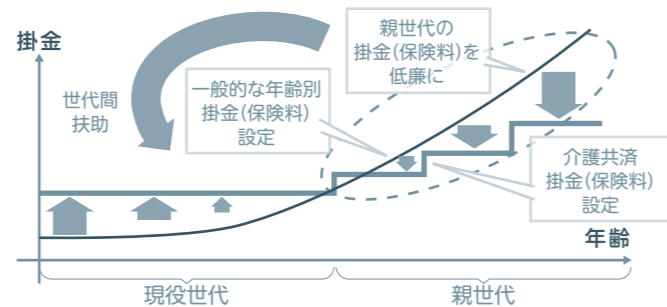 掛金
世代間
扶助
一般的な年齢別
掛金(保険料)
設定
親世代の
掛金(保険料)を
低廉に
介護共済
掛金(保険料)
設定
年齢
現役世代
親世代